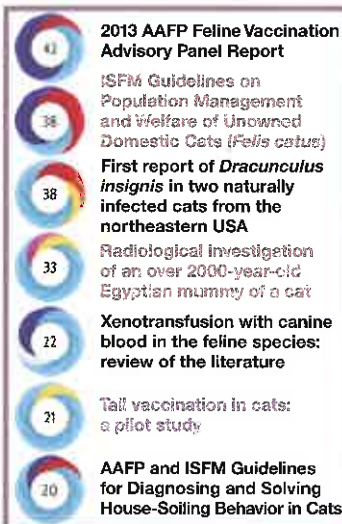 42
2013 AAFP Feline Vaccination
Advisory Panel Report
38
ISFM Guidelines on
Population Management
and Welfare of Unowned
Domestic Cats (Felis catus)
38
First report of Dracunculus
insignis in two naturally
infected cats from the
northeastern USA
33
Radiological investigation
of an over 2000-year-old
Egyptian mummy of a cat
22
Xenotransfusion with canine
blood in the feline species:
review of the literature
21
Tail vaccination in cats:
a pilot study
20
AAFP and ISFM Guidelines
for Diagnosing and Solving
House-Soiling Behavior in Cats